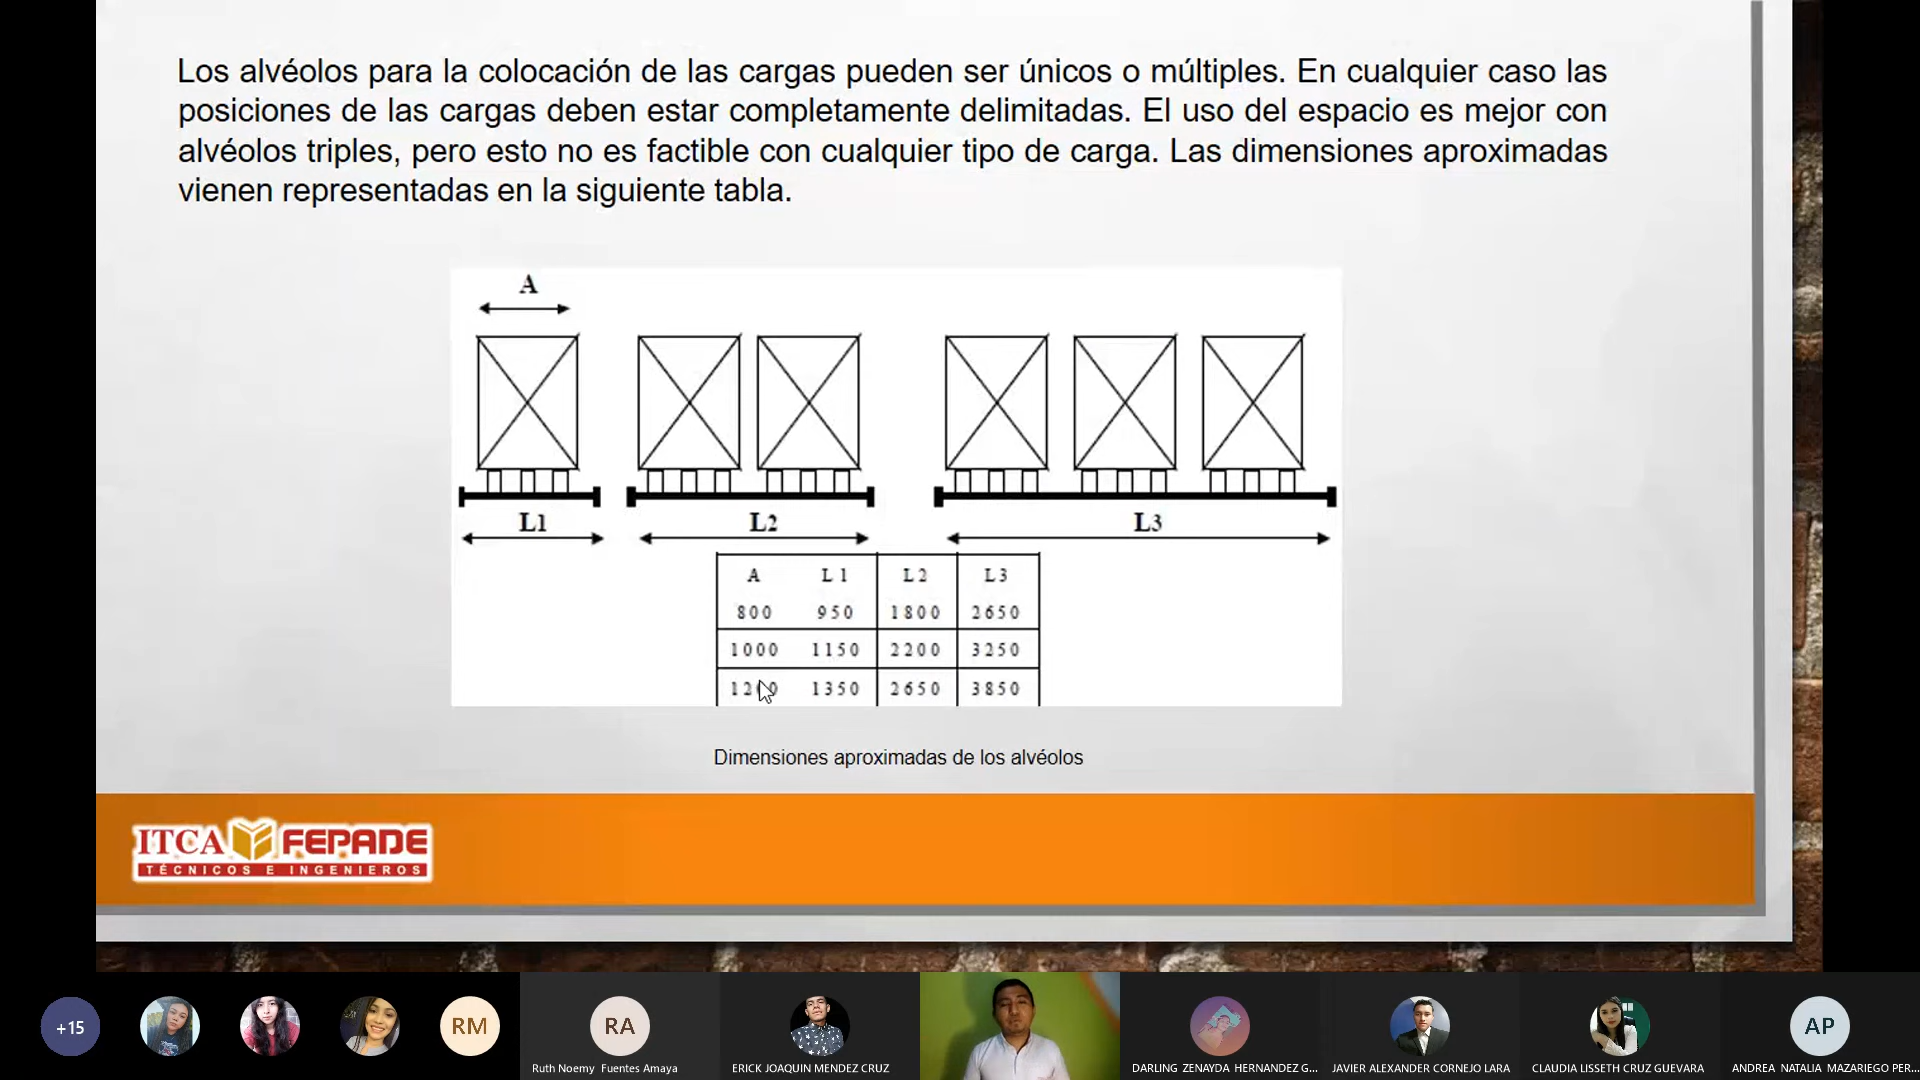 Los alvéolos para la colocación de las cargas pueden ser únicos o múltiples. En cualquier caso las
posiciones de las cargas deben estar completamente delimitadas. El uso del espacio es mejor con
alvéolos triples, pero esto no es factible con cualquier tipo de carga. Las dimensiones aproximadas
vienen representadas en la siguiente tabla.
A
L1 L2 L3
A L1 L2 L3
800 950 1800 2650
1000 1150 2200 3250
1200 1350 2650 3850
Dimensiones aproximadas de los alvéolos
ITCA FEPADE
TÉCNICOS E INGENIEROS
+15 RM RA AP
Ruth Noemy Fuentes Amaya ERICK JOAQUIN MENDEZ CRUZ DARLING ZENAYDA HERNANDEZ G... JAVIER ALEXANDER CORNEJO LARA CLAUDIA LISSETH CRUZ GUEVARA ANDREA NATALIA MAZARIEGO PER...